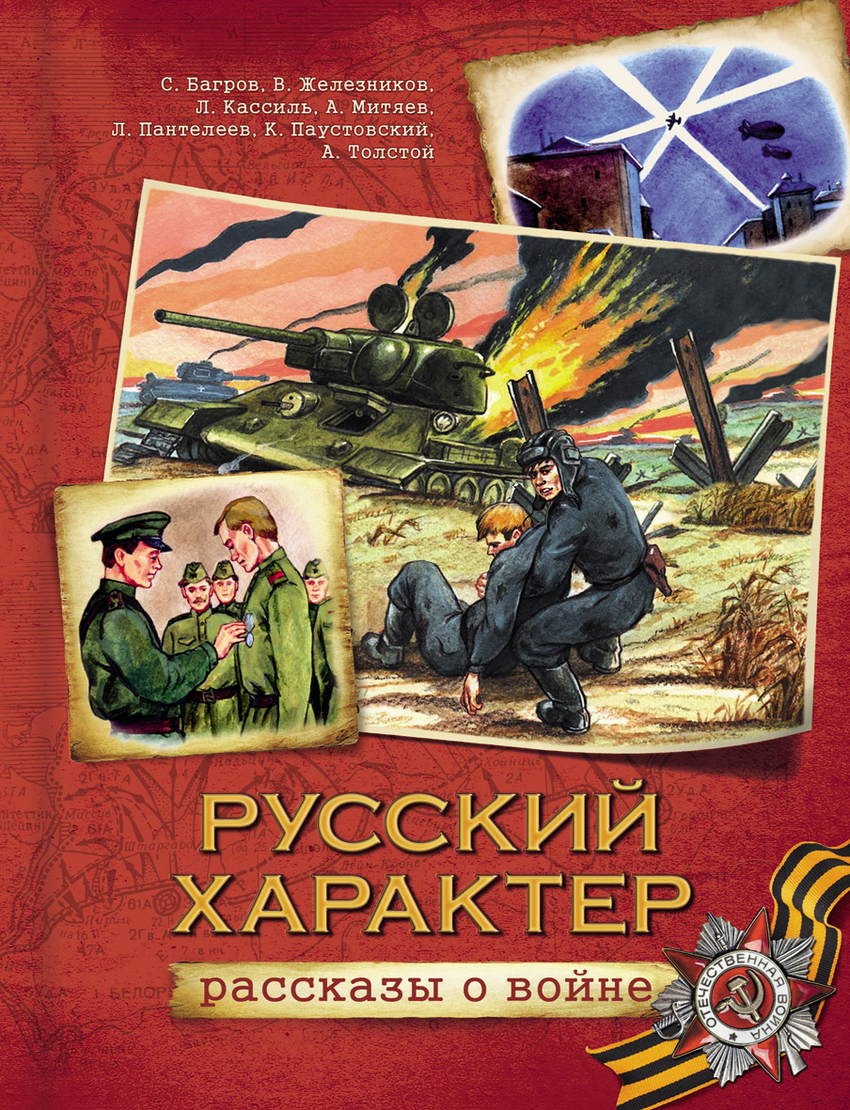 С. Багров, В. Железников,
Л. Кассиль, А. Митяев,
Л. Пантелеев, К. Паустовский,
А. Толстой
РУССКИЙ
ХАРАКТЕР
рассказы о войне
ОТЕЧЕСТВЕННАЯ ВОЙНА